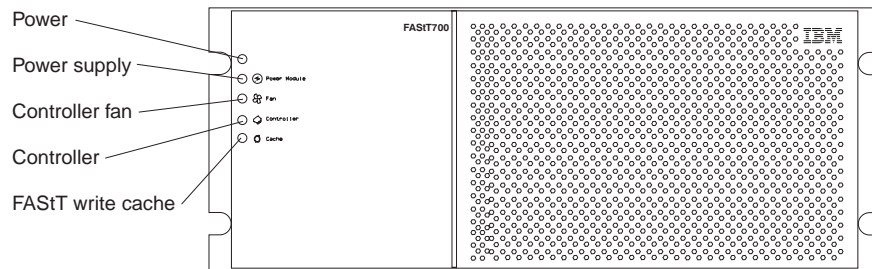 Power
FAStT700
IBM
Power supply
Power Module
Controller fan
Fan
Controller
Controller
FAStT write cache
Cache